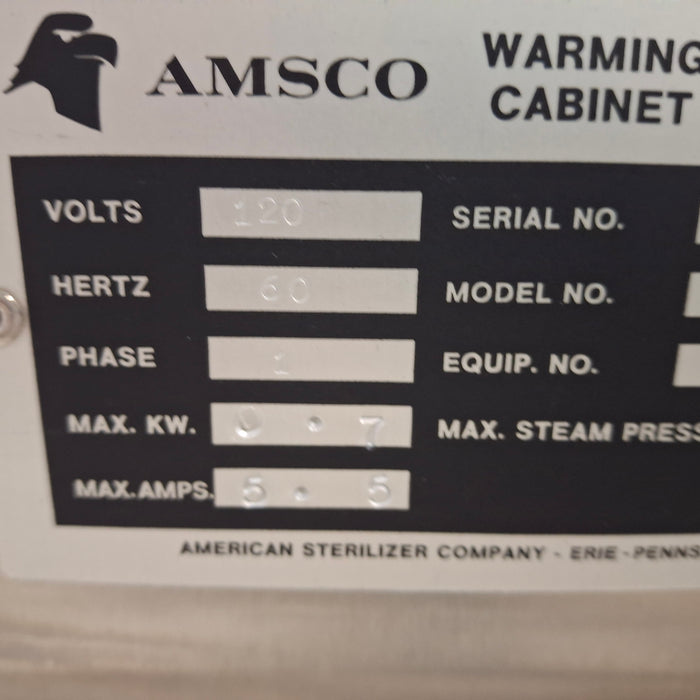 AMSCO
WARMING
CABINET
VOLTS 120
HERTZ 60
PHASE 1
MAX. KW. 0.7
MAX. AMPS. 5.5
SERIAL NO.
MODEL NO.
EQUIP. NO.
MAX. STEAM PRESS
AMERICAN STERILIZER COMPANY - ERIE - PENNS